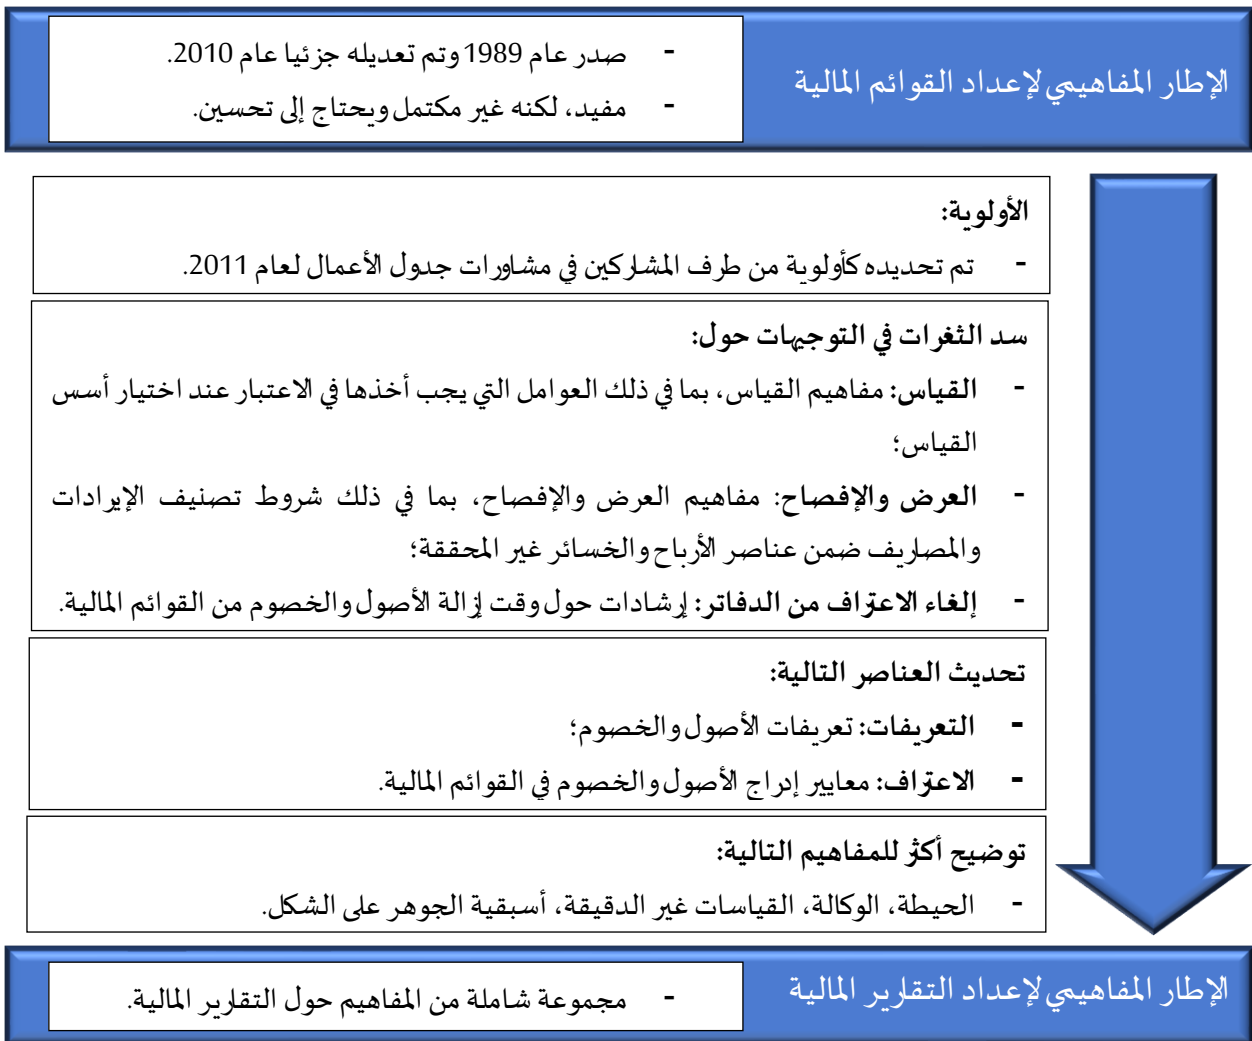 الإطار المفاهيمي لإعداد القوائم المالية
- صدر عام 1989 وتم تعديله جزئيا عام 2010.
- مفيد، لكنه غير مكتمل ويحتاج إلى تحسين.
الأولوية:
- تم تحديده كأولوية من طرف المشاركين في مشاورات جدول الأعمال لعام 2011.
سد الثغرات في التوجيهات حول:
- القياس: مفاهيم القياس، بما في ذلك العوامل التي يجب أخذها في الاعتبار عند اختيار أسس
القياس؛
- العرض والإفصاح: مفاهيم العرض والإفصاح، بما في ذلك شروط تصنيف الإيرادات
والمصاريف ضمن عناصر الأرباح والخسائر غير المحققة؛
- إلغاء الاعتراف من الدفاتر: إرشادات حول وقت إزالة الأصول والخصوم من القوائم المالية.
تحديث العناصر التالية:
- التعريفات: تعريفات الأصول والخصوم؛
- الاعتراف: معايير إدراج الأصول والخصوم في القوائم المالية.
توضيح أكثر للمفاهيم التالية:
- الحيطة، الوكالة، القياسات غير الدقيقة، أسبقية الجوهر على الشكل.
الإطار المفاهيمي لإعداد التقارير المالية
- مجموعة شاملة من المفاهيم حول التقارير المالية.